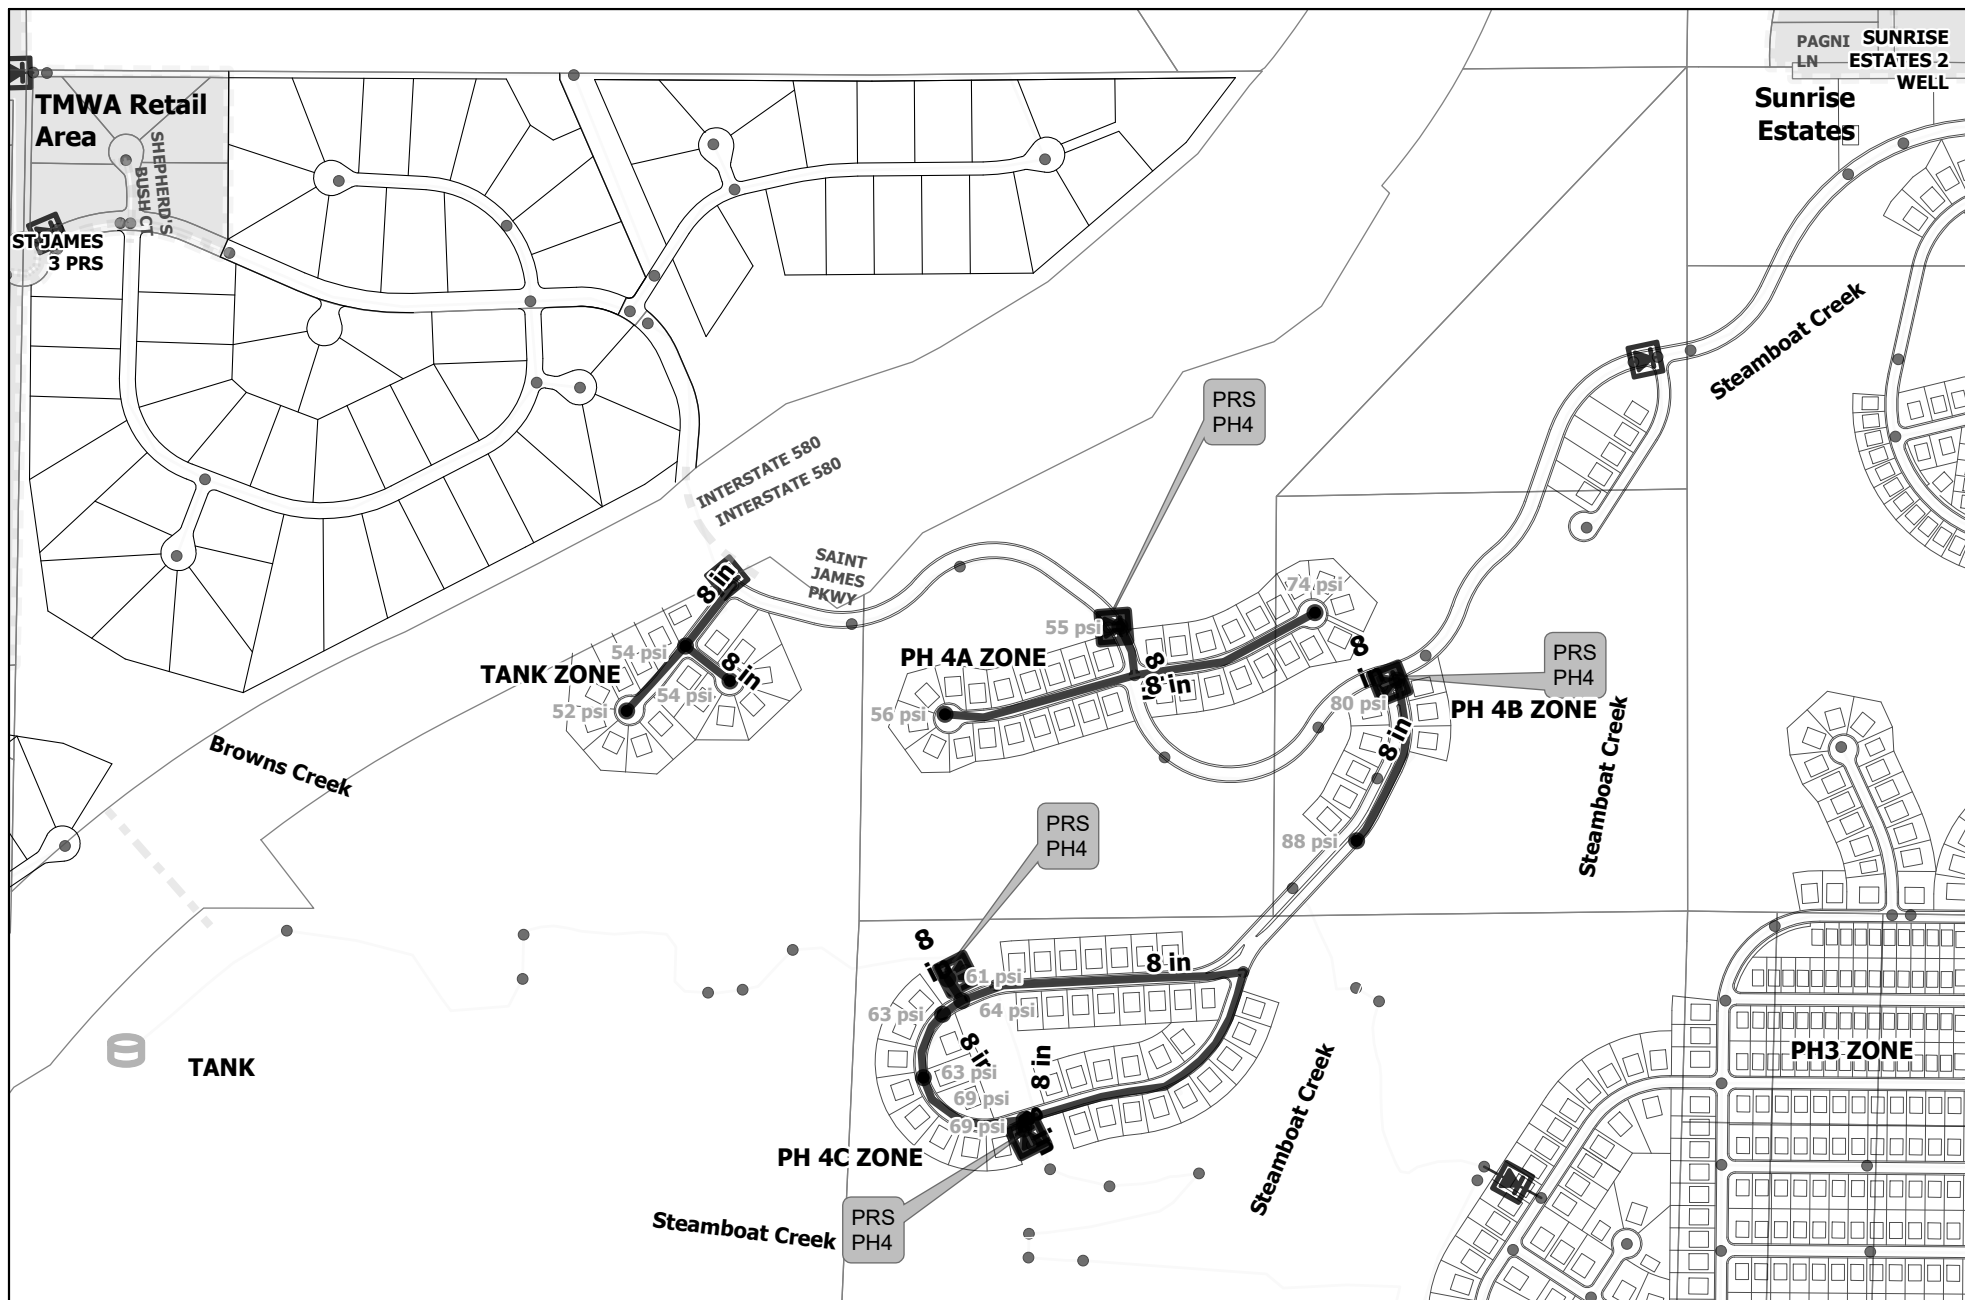 PAGNI
LN
SUNRISE
ESTATES 2
WELL
TMWA Retail
Area
Sunrise
Estates
SHEPHERD'S
BUSH CT
ST JAMES
3 PRS
Steamboat Creek
PRS
PH4
INTERSTATE 580
INTERSTATE 580
SAINT
JAMES
PKWY
8 in
74 psi
55 psi
54 psi
TANK ZONE
8 in
54 psi
52 psi
PH 4A ZONE
8
8 in
56 psi
8
PRS
PH4
80 psi
PH 4B ZONE
8 in
Steamboat Creek
88 psi
Browns Creek
PRS
PH4
8
61 psi
8 in
63 psi
64 psi
8 in
8 in
63 psi
69 psi
69 psi
TANK
PH3 ZONE
PH 4C ZONE
Steamboat Creek
Steamboat Creek
PRS
PH4